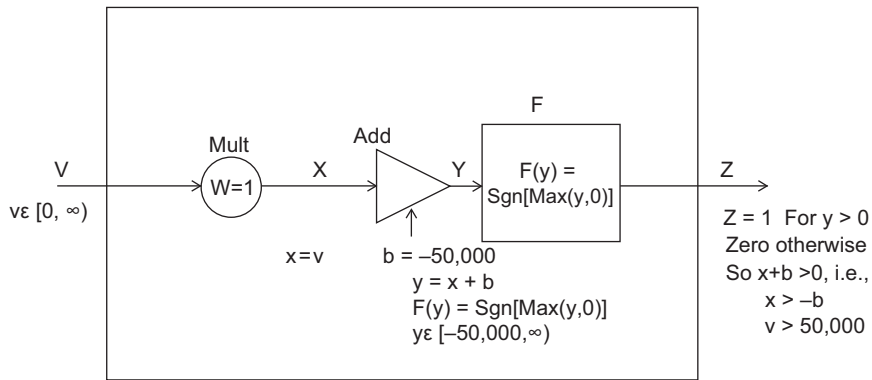 F
Add
Mult
V
X
Y
Z
W=1
F(y) =
Sgn[Max(y,0)]
vε [0, ∞)
x=v
b = –50,000
y = x + b
F(y) = Sgn[Max(y,0)]
yε [–50,000,∞)
Z = 1 For y > 0
Zero otherwise
So x+b >0, i.e.,
x > –b
v > 50,000